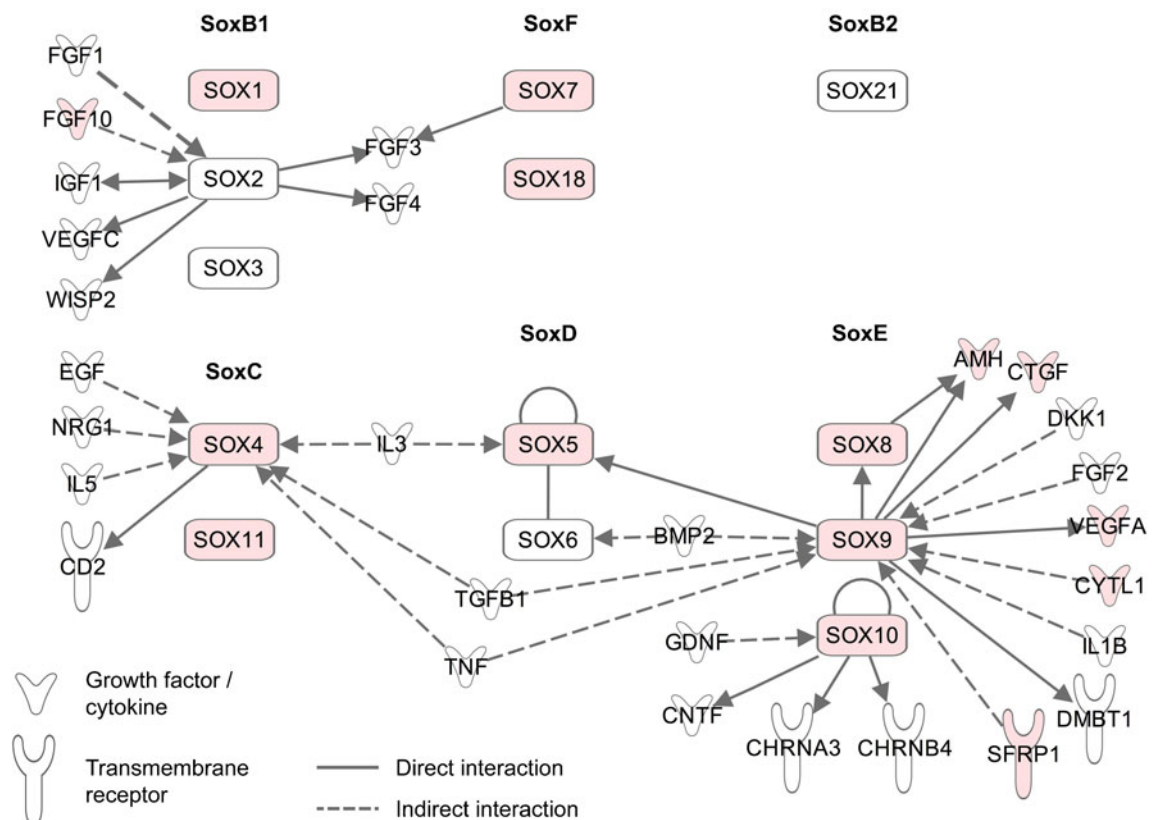 SoxB1
SoxF
SoxB2
FGF1
SOX1
SOX7
SOX21
FGF10
FGF3
IGF1
SOX2
SOX18
FGF4
VEGFC
SOX3
WISP2
SoxD
SoxE
SoxC
EGF
AMH
CTGF
NRG1
SOX4
IL3
SOX5
SOX8
DKK1
IL5
FGF2
SOX11
SOX6
BMP2
SOX9
VEGFA
CD2
TGFB1
CYTL1
GDNF
SOX10
IL1B
TNF
CNTF
CHRNA3
CHRNB4
SFRP1
DMBT1
Growth factor /
cytokine
Transmembrane
receptor
Direct interaction
Indirect interaction